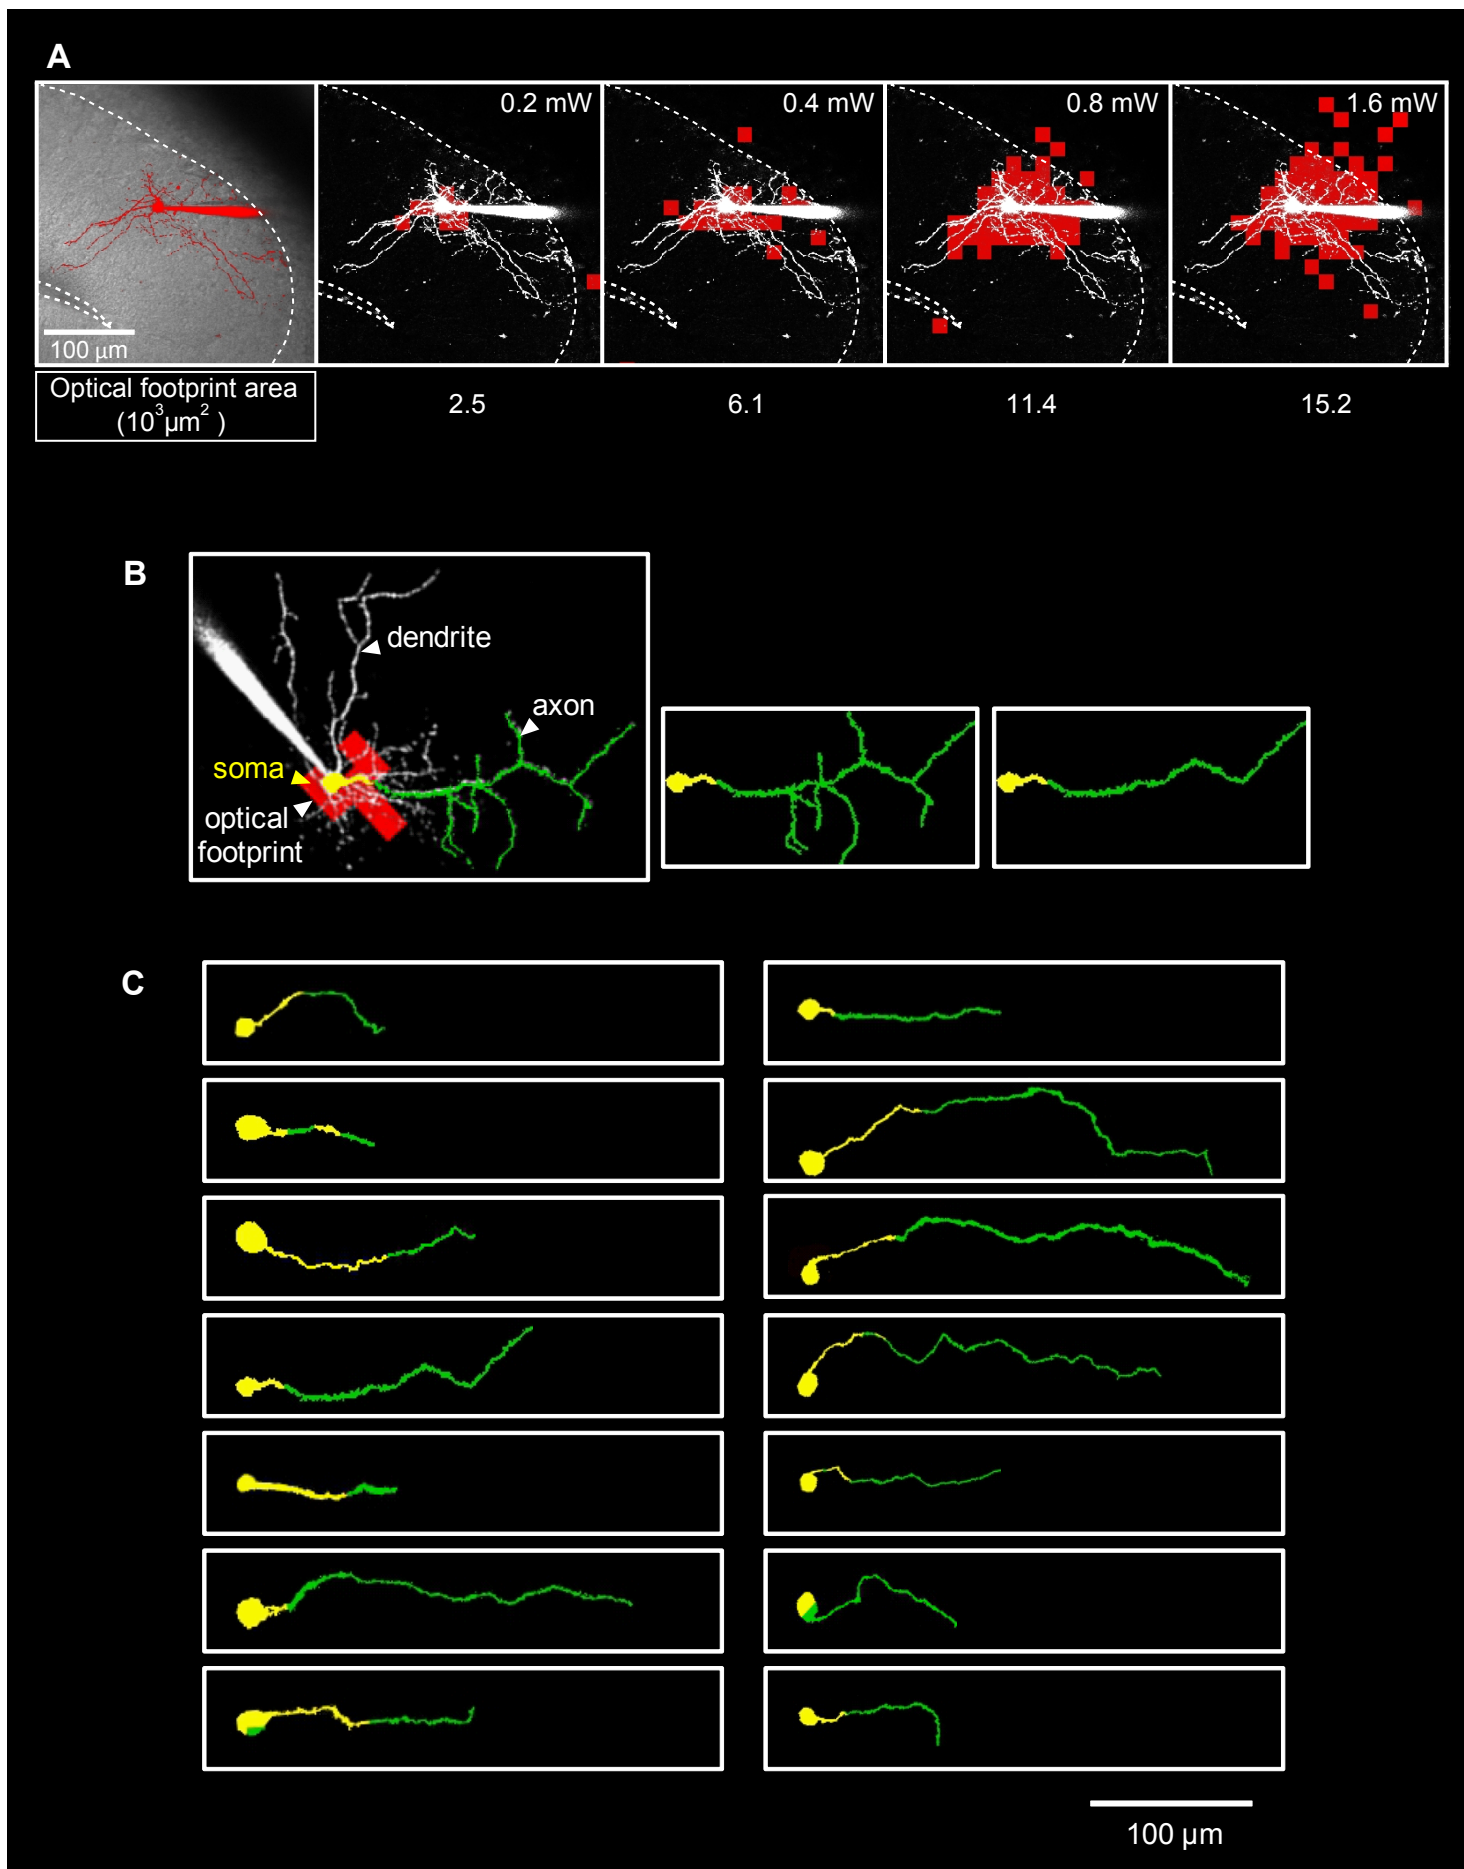 A
0.2 mW
0.4 mW
0.8 mW
1.6 mW
100 µm
Optical footprint area
(10³µm²)
2.5
6.1
11.4
15.2
B
dendrite
axon
soma
optical
footprint
C
100 µm